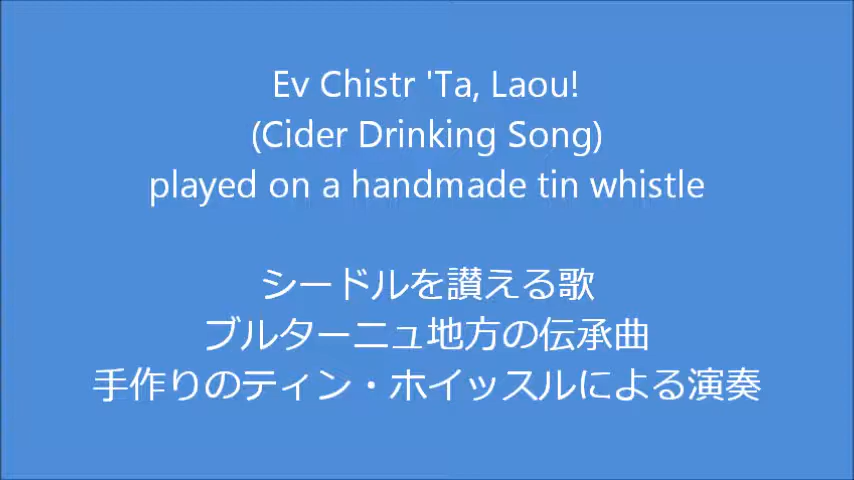 Ev Chistr 'Ta, Laou!
(Cider Drinking Song)
played on a handmade tin whistle
シードルを讃える歌
ブルターニュ地方の伝承曲
手作りのティン・ホイッスルによる演奏